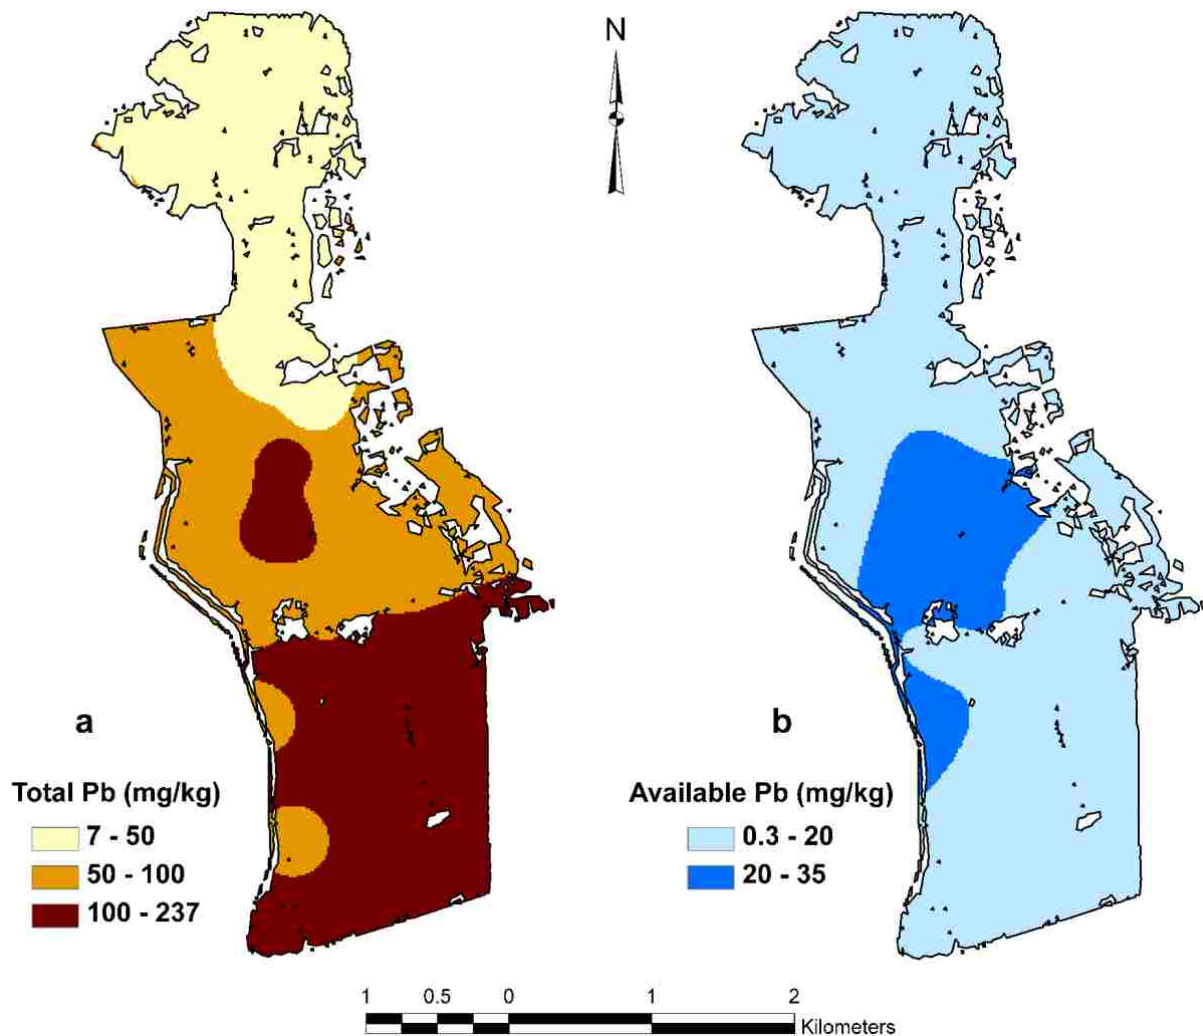 N
a
Total Pb (mg/kg)
7 - 50
50 - 100
100 - 237
b
Available Pb (mg/kg)
0.3 - 20
20 - 35
1 0.5 0 1 2
Kilometers